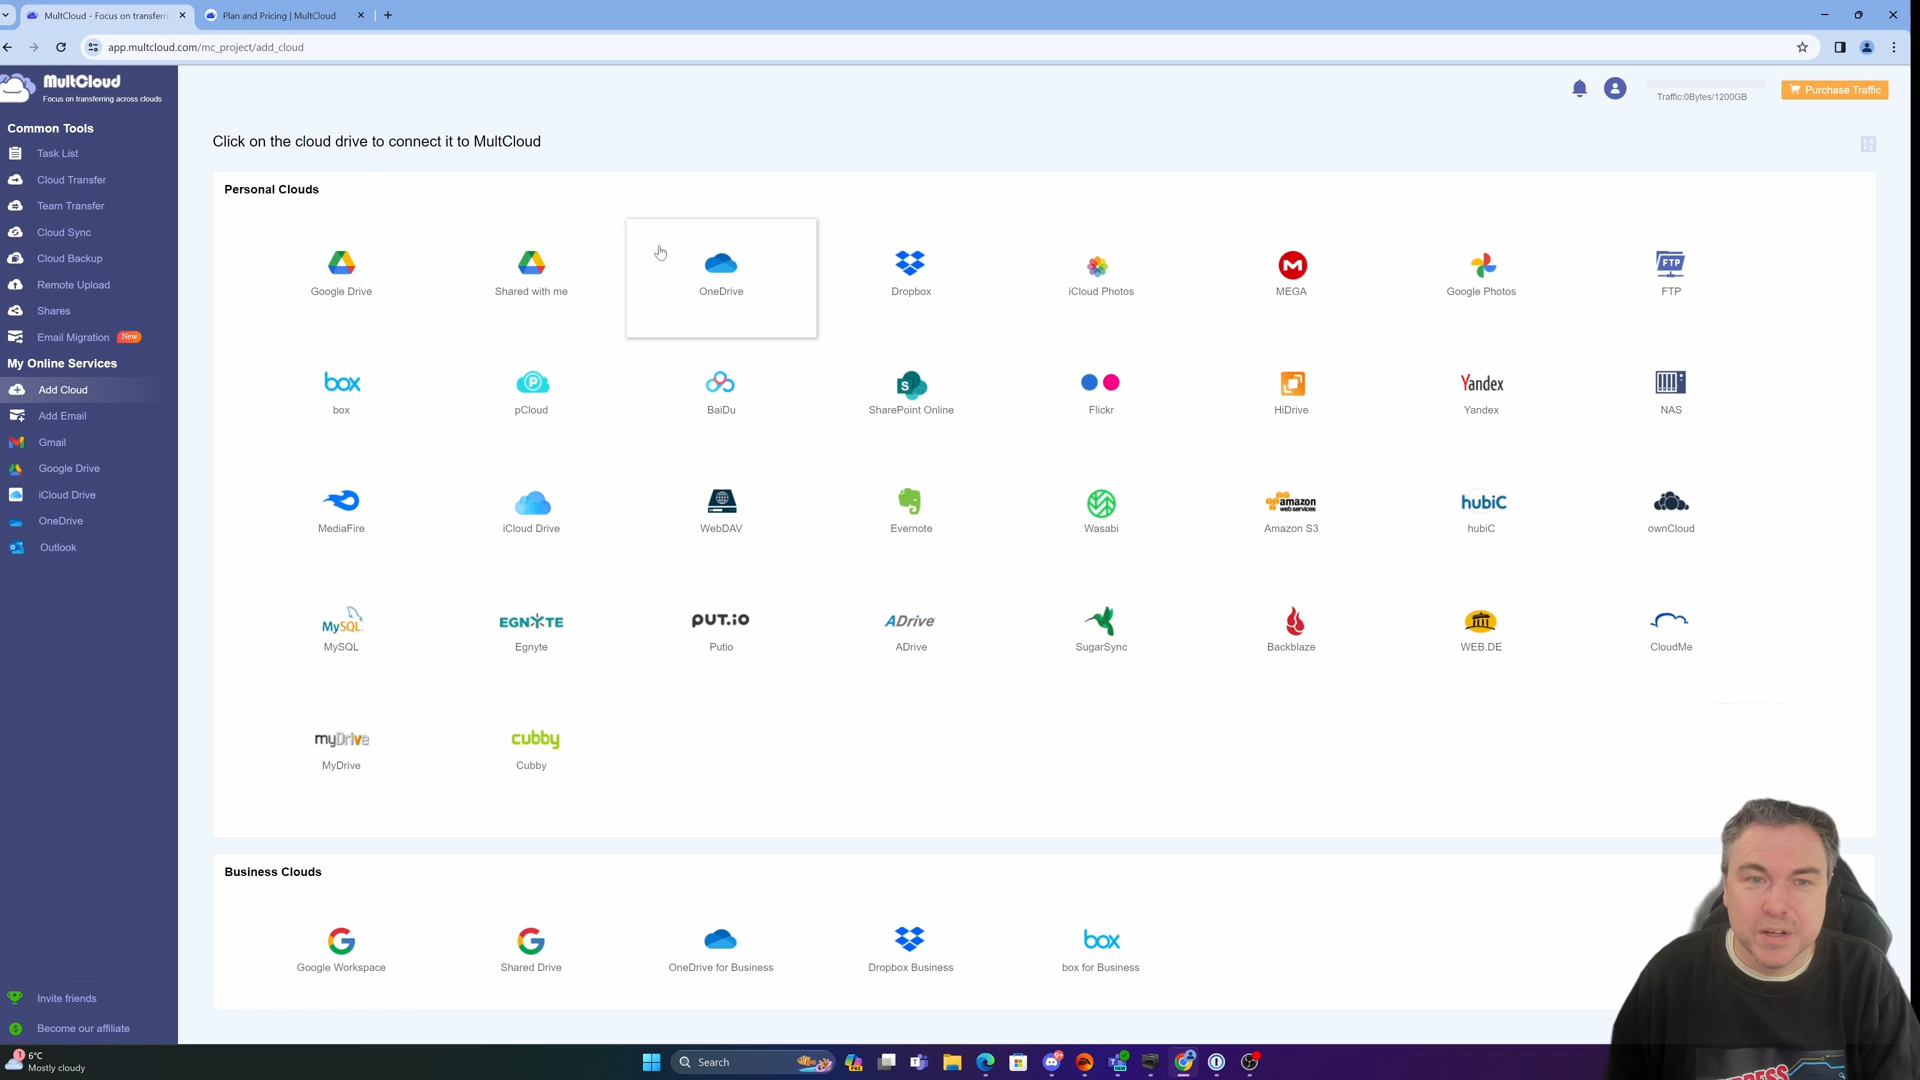 MultCloud - Focus on transferri
Plan and Pricing | MultCloud
app.multcloud.com/mc_project/add_cloud
MultCloud
Focus on transferring across clouds
Traffic:0Bytes/1200GB
Purchase Traffic
Common Tools
Task List
Cloud Transfer
Team Transfer
Cloud Sync
Cloud Backup
Remote Upload
Shares
Email Migration New
My Online Services
Add Cloud
Add Email
Gmail
Google Drive
iCloud Drive
OneDrive
Outlook
Invite friends
Become our affiliate
Click on the cloud drive to connect it to MultCloud
Personal Clouds
Google Drive
Shared with me
OneDrive
Dropbox
iCloud Photos
MEGA
Google Photos
FTP
FTP
box
box
pCloud
BaiDu
S
SharePoint Online
Flickr
HiDrive
Yandex
Yandex
NAS
MediaFire
iCloud Drive
WebDAV
Evernote
Wasabi
amazon
web services
Amazon S3
hubiC
hubiC
ownCloud
MySQL
MySQL
EGNYTE
Egnyte
PUT.IO
Putio
ADrive
ADrive
SugarSync
Backblaze
WEB.DE
CloudMe
myDrive
MyDrive
cubby
Cubby
Business Clouds
Google Workspace
Shared Drive
OneDrive for Business
Dropbox Business
box
box for Business
1
6°C
Mostly cloudy
Search